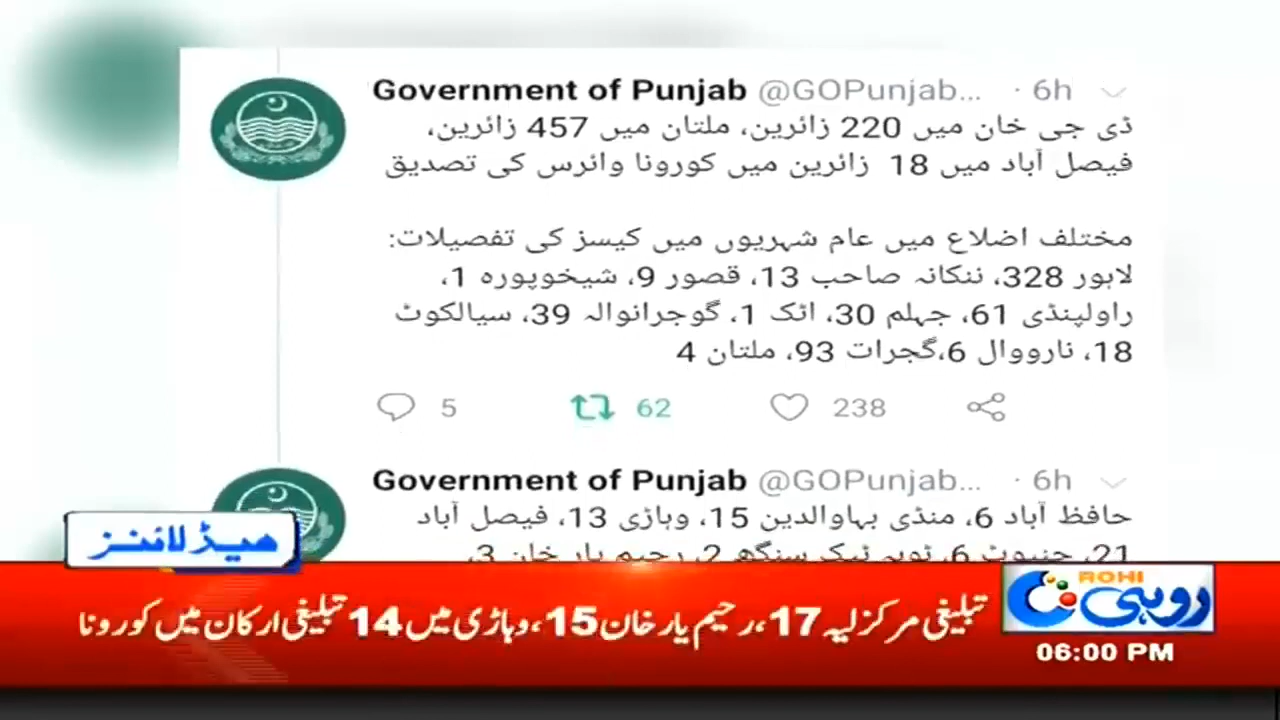 Government of Punjab @GOPunjab... · 6h
ڈی جی خان میں 220 زائرین، ملتان میں 457 زائرین،
فیصل آباد میں 18 زائرین میں کورونا وائرس کی تصدیق
مختلف اضلاع میں عام شہریوں میں کیسز کی تفصیلات:
لاہور 328، ننکانہ صاحب 13، قصور 9، شیخوپورہ 1،
راولپنڈی 61، جہلم 30، اٹک 1، گوجرانوالہ 39، سیالکوٹ
18، نارووال 6،گجرات 93، ملتان 4
5 62 238
Government of Punjab @GOPunjab... · 6h
حافظ آباد 6، منڈی بہاوالدین 15، وہاڑی 13، فیصل آباد
21، چنیوٹ 6، ٹوبہ ٹیک سنگھ 2، رحیم یار خان 3،
ہیڈلائنز
تبلیغی مرکز لیہ 17، رحیم یار خان 15، وہاڑی میں 14 تبلیغی ارکان میں کورونا
ROHI
روہی
06:00 PM